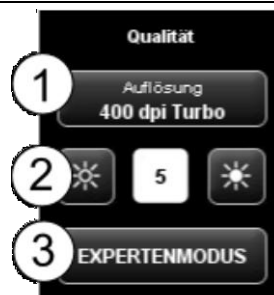 Qualität
1
Auflösung
400 dpi Turbo
2
5
3
EXPERTENMODUS